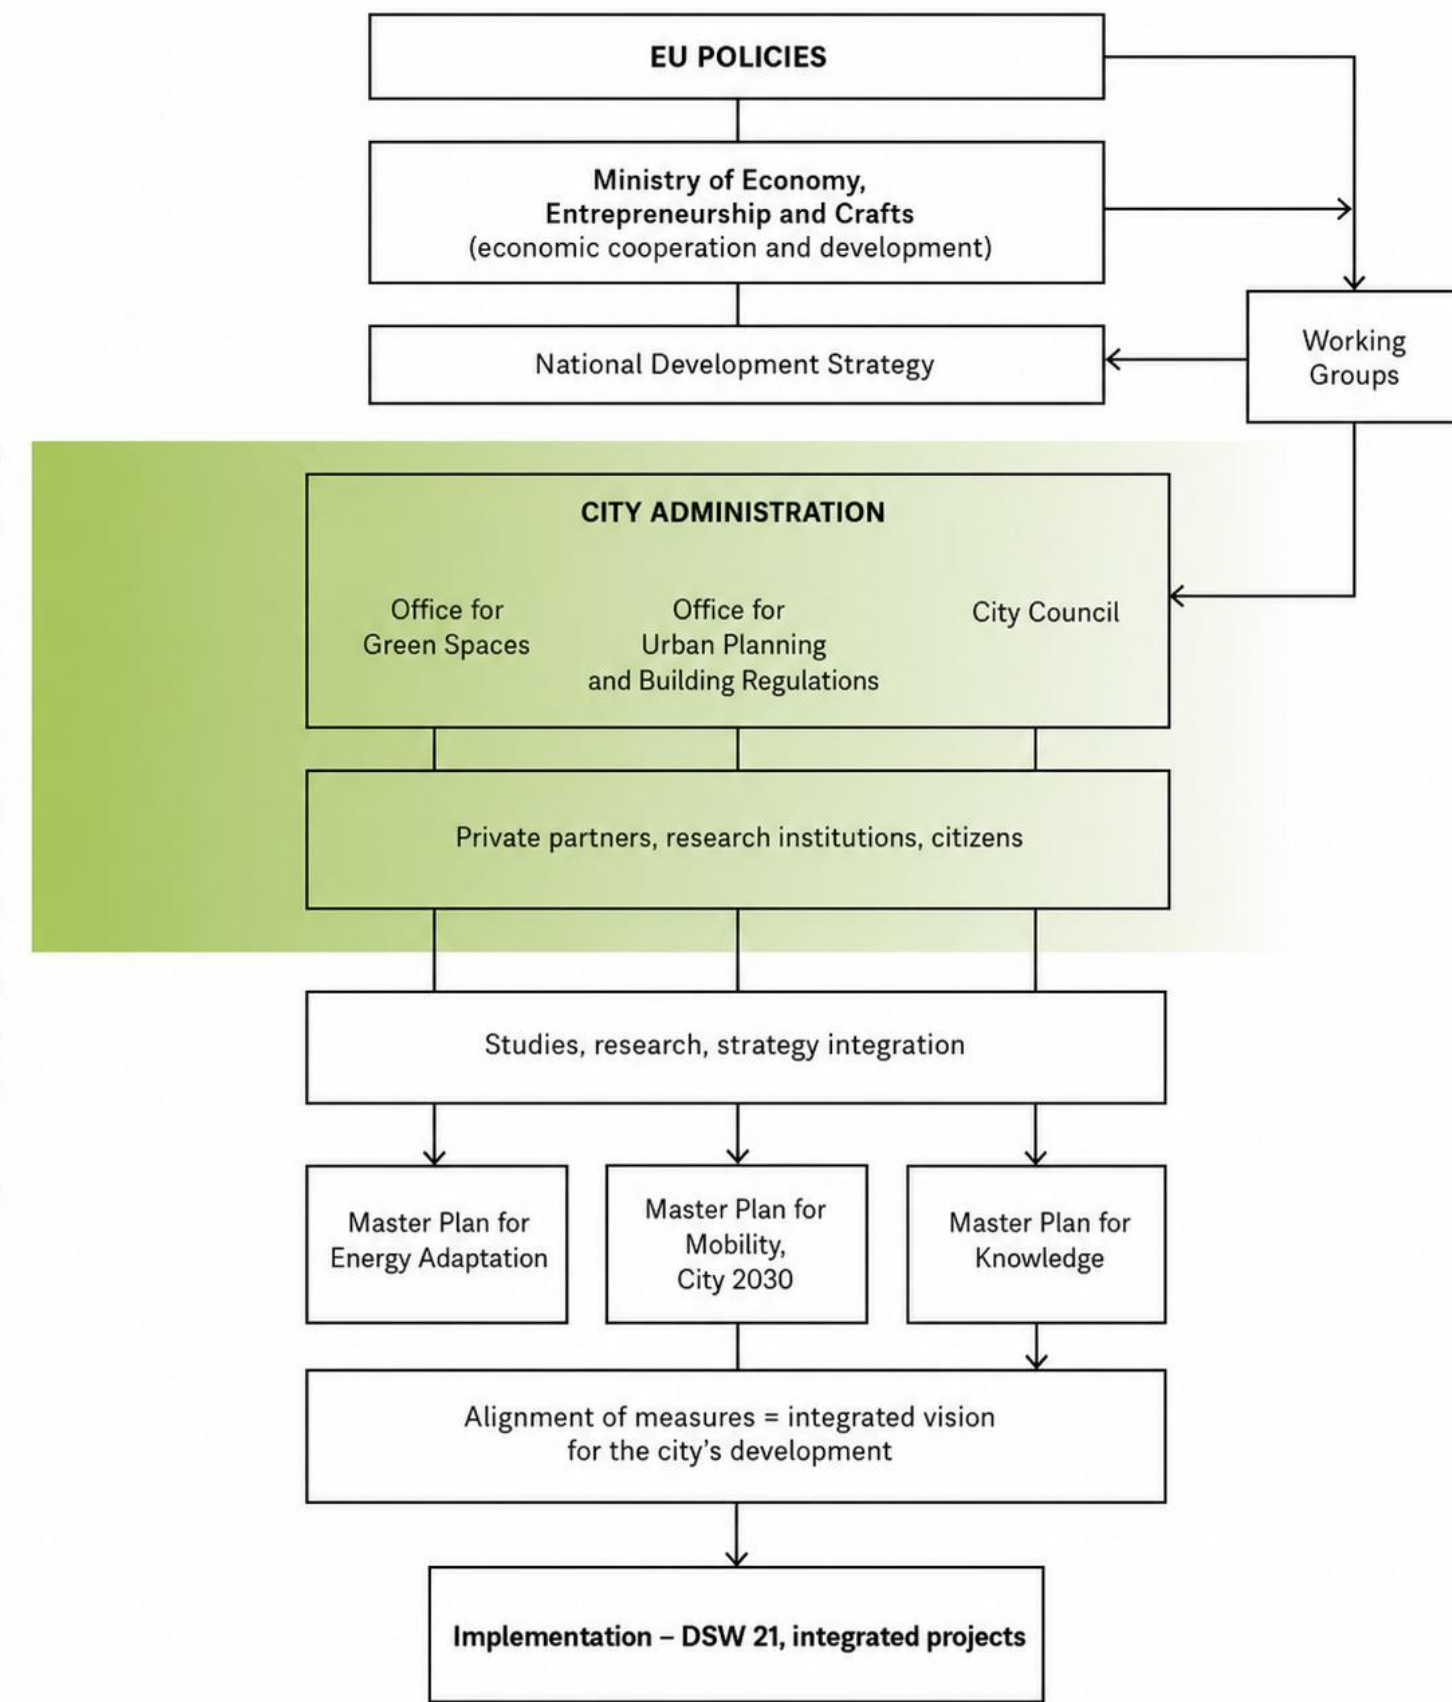 EU POLICIES
Ministry of Economy,
Entrepreneurship and Crafts
(economic cooperation and development)
National Development Strategy
Working
Groups
CITY ADMINISTRATION
Office for
Green Spaces
Office for
Urban Planning
and Building Regulations
City Council
Private partners, research institutions, citizens
Studies, research, strategy integration
Master Plan for
Energy Adaptation
Master Plan for
Mobility,
City 2030
Master Plan for
Knowledge
Alignment of measures = integrated vision
for the city’s development
Implementation – DSW 21, integrated projects